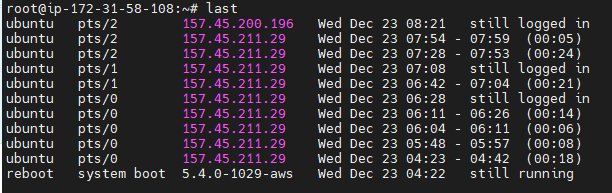 root@ip-172-31-58-108:~# last
ubuntu pts/2 157.45.200.196 Wed Dec 23 08:21 still logged in
ubuntu pts/2 157.45.211.29 Wed Dec 23 07:54 - 07:59 (00:05)
ubuntu pts/2 157.45.211.29 Wed Dec 23 07:28 - 07:53 (00:24)
ubuntu pts/1 157.45.211.29 Wed Dec 23 07:08 still logged in
ubuntu pts/1 157.45.211.29 Wed Dec 23 06:42 - 07:04 (00:21)
ubuntu pts/0 157.45.211.29 Wed Dec 23 06:28 still logged in
ubuntu pts/0 157.45.211.29 Wed Dec 23 06:11 - 06:26 (00:14)
ubuntu pts/0 157.45.211.29 Wed Dec 23 06:04 - 06:11 (00:06)
ubuntu pts/0 157.45.211.29 Wed Dec 23 05:48 - 05:57 (00:08)
ubuntu pts/0 157.45.211.29 Wed Dec 23 04:23 - 04:42 (00:18)
reboot system boot 5.4.0-1029-aws Wed Dec 23 04:22 still running